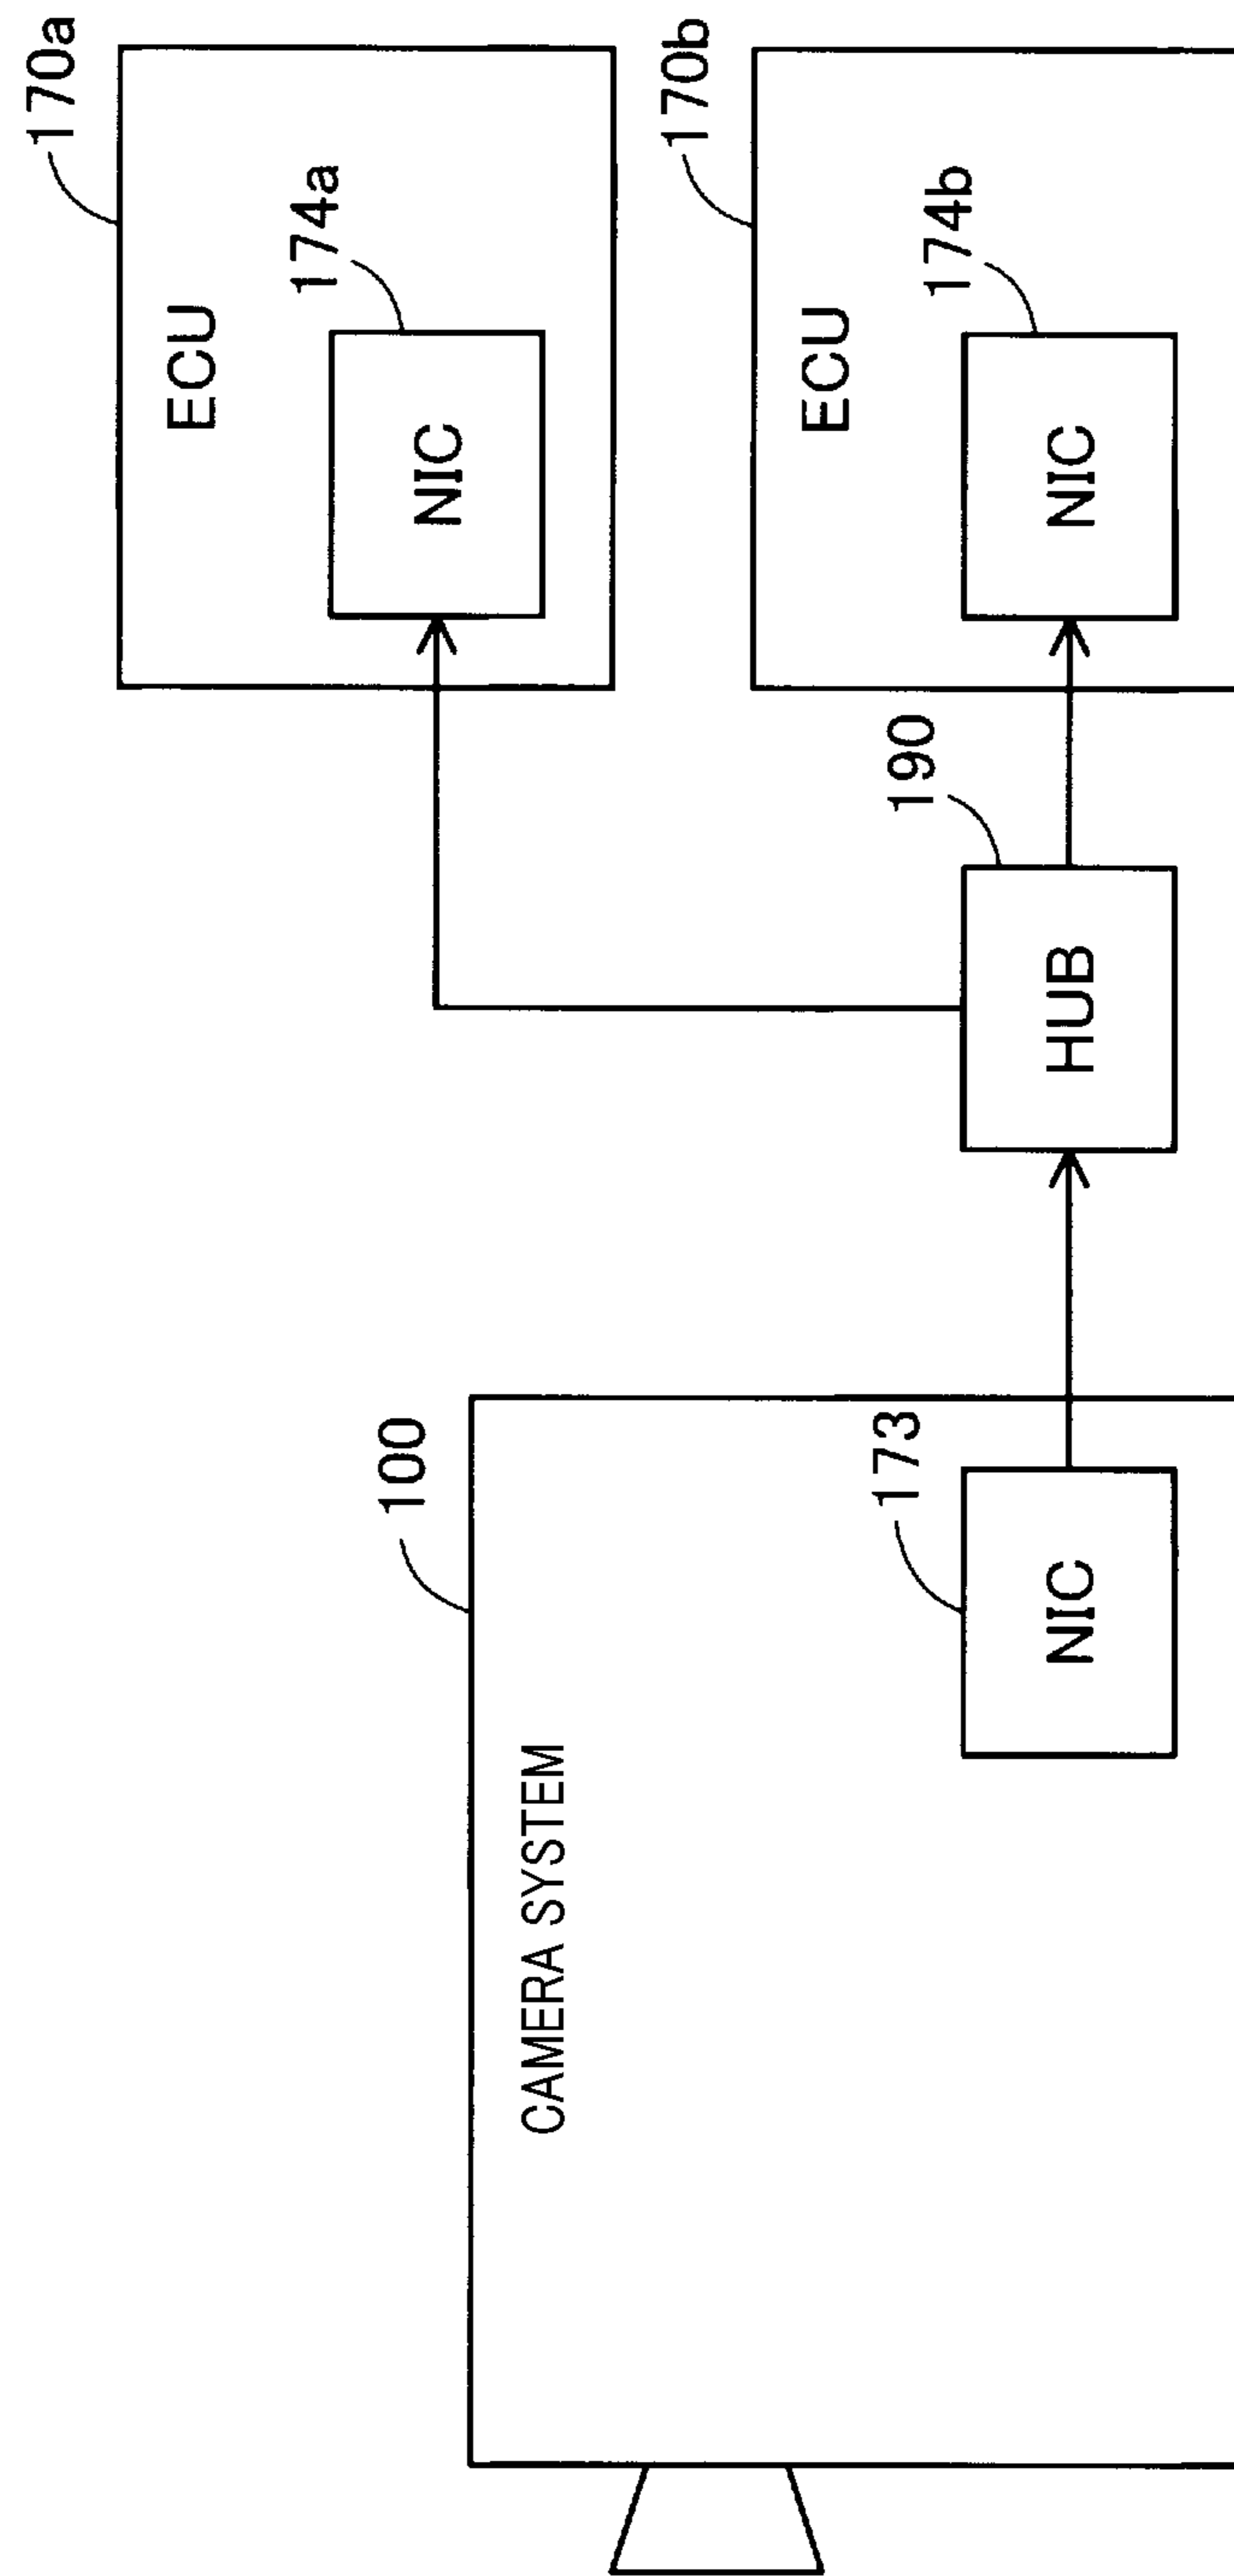 170a
ECU
174a
NIC
100
CAMERA SYSTEM
170b
ECU
190
174b
173
NIC
HUB
NIC